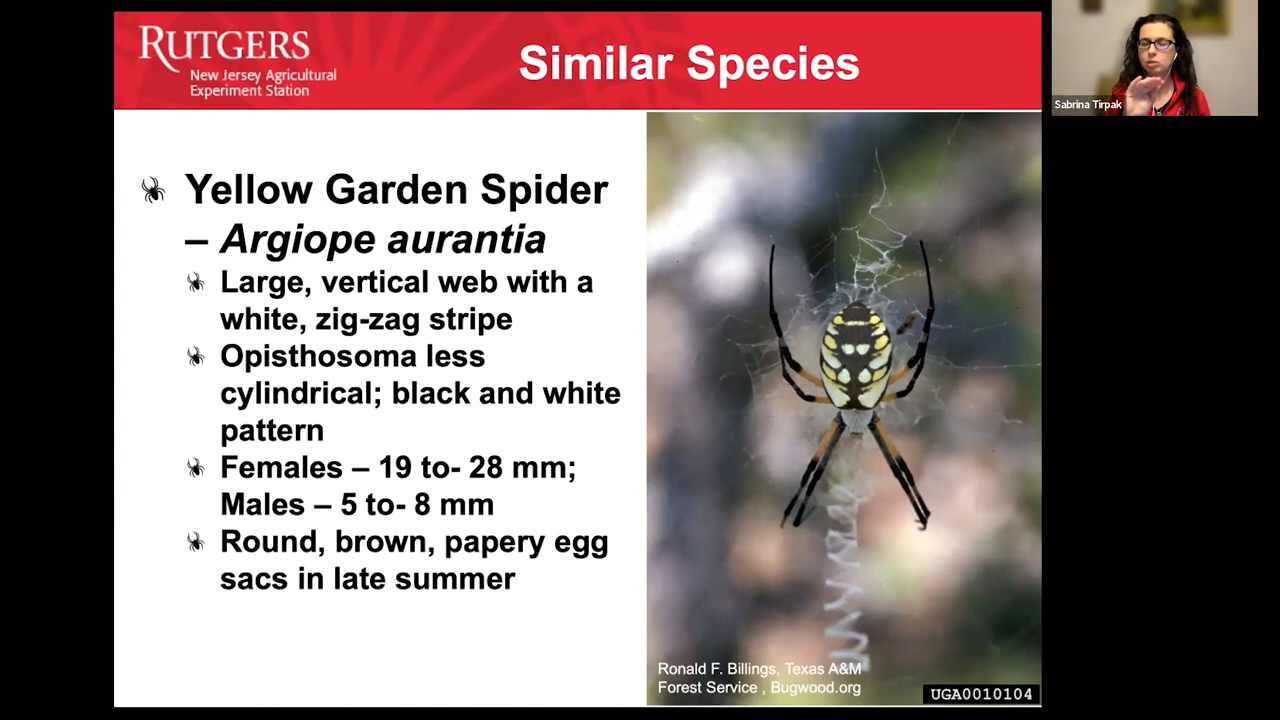 RUTGERS
New Jersey Agricultural
Experiment Station
Similar Species
Sabrina Tirpak
Yellow Garden Spider
– Argiope aurantia
Large, vertical web with a
white, zig-zag stripe
Opisthosoma less
cylindrical; black and white
pattern
Females – 19 to- 28 mm;
Males – 5 to- 8 mm
Round, brown, papery egg
sacs in late summer
Ronald F. Billings, Texas A&M
Forest Service , Bugwood.org
UGA0010104